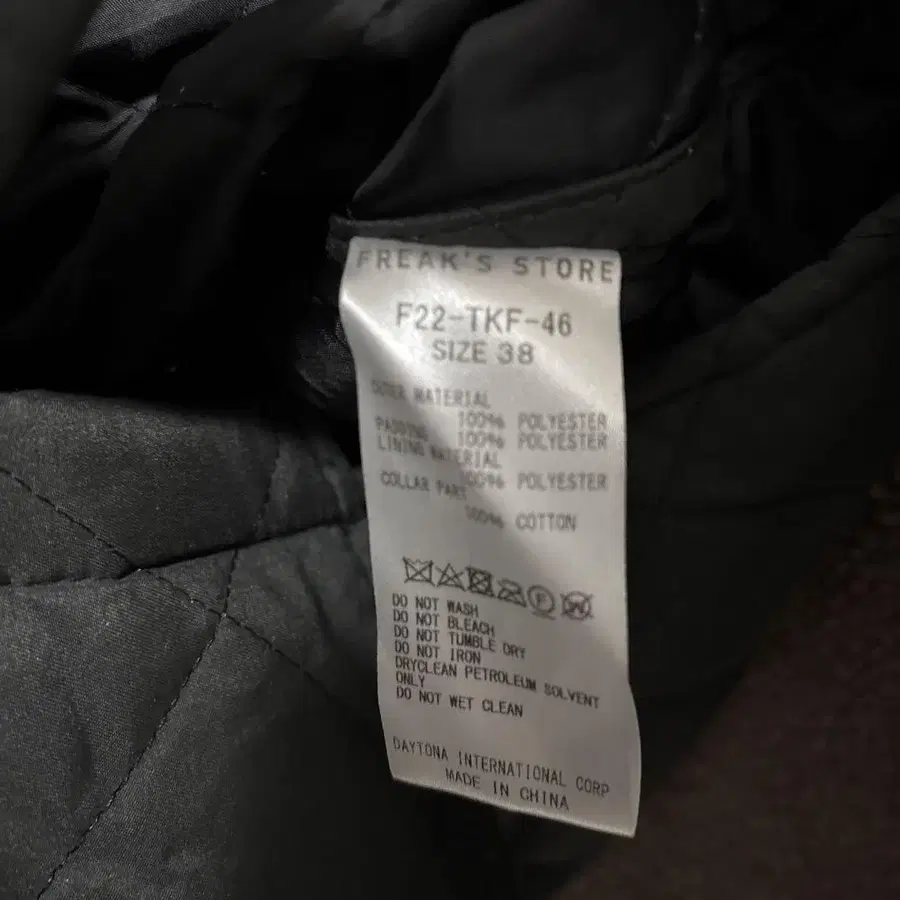 FREAK'S STORE
F22-TKF-46
SIZE 38
OUER MATERIAL
100% POLYESTER
PADDING 100% POLYESTER
LINING MATERIAL
100% POLYESTER
COLLAR PART
100% COTTON
DO NOT WASH
DO NOT BLEACH
DO NOT TUMBLE DRY
DO NOT IRON
DRYCLEAN PETROLEUM SOLVENT
ONLY
DO NOT WET CLEAN
DAYTONA INTERNATIONAL CORP
MADE IN CHINA